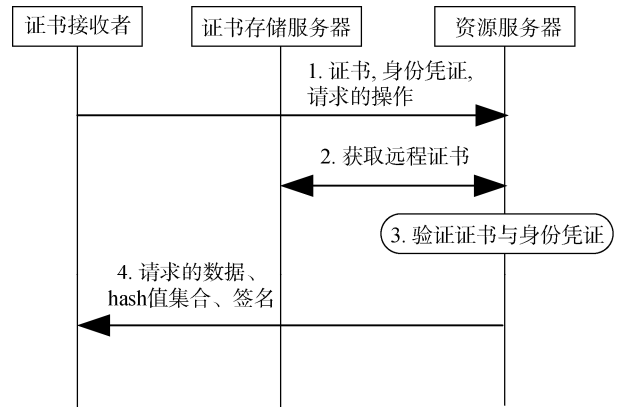 证书接收者
证书存储服务器
资源服务器
1. 证书, 身份凭证,
请求的操作
2. 获取远程证书
3. 验证证书与身份凭证
4. 请求的数据、
hash值集合、签名